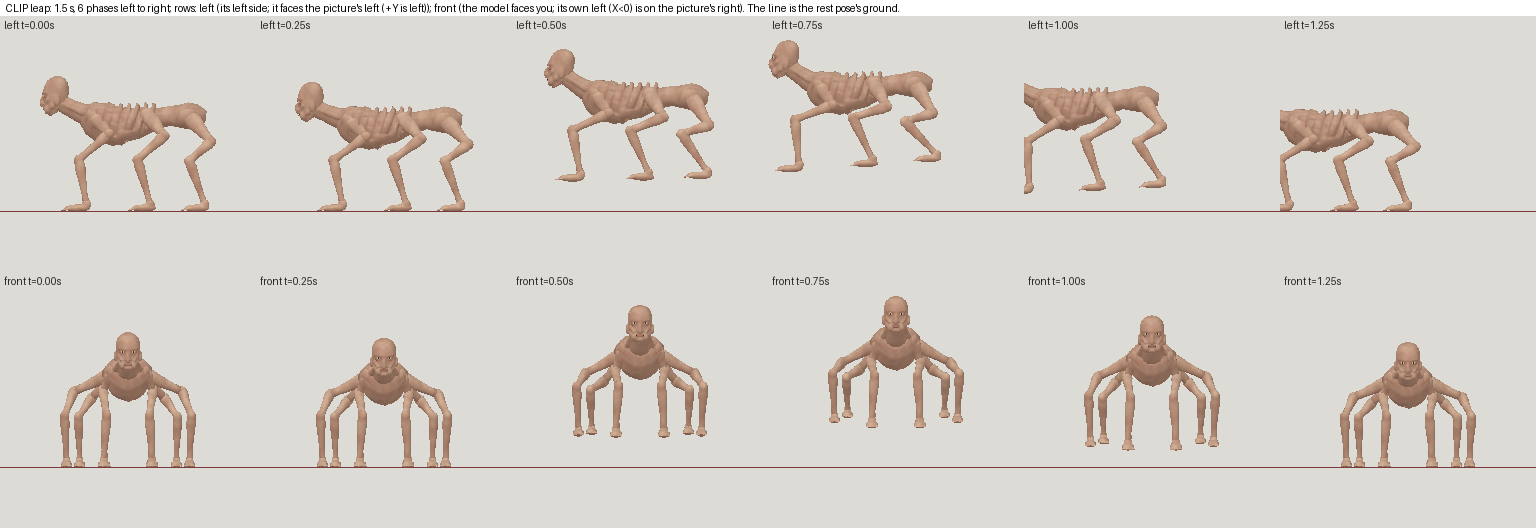 CLIP leap: 1.5 s, 6 phases left to right; rows: left (its left side; it faces the picture's left (+Y is left)); front (the model faces you; its own left (X<0) is on the picture's right). The line is the rest pose's ground.
left t=0.00s left t=0.25s left t=0.50s left t=0.75s left t=1.00s left t=1.25s
front t=0.00s front t=0.25s front t=0.50s front t=0.75s front t=1.00s front t=1.25s